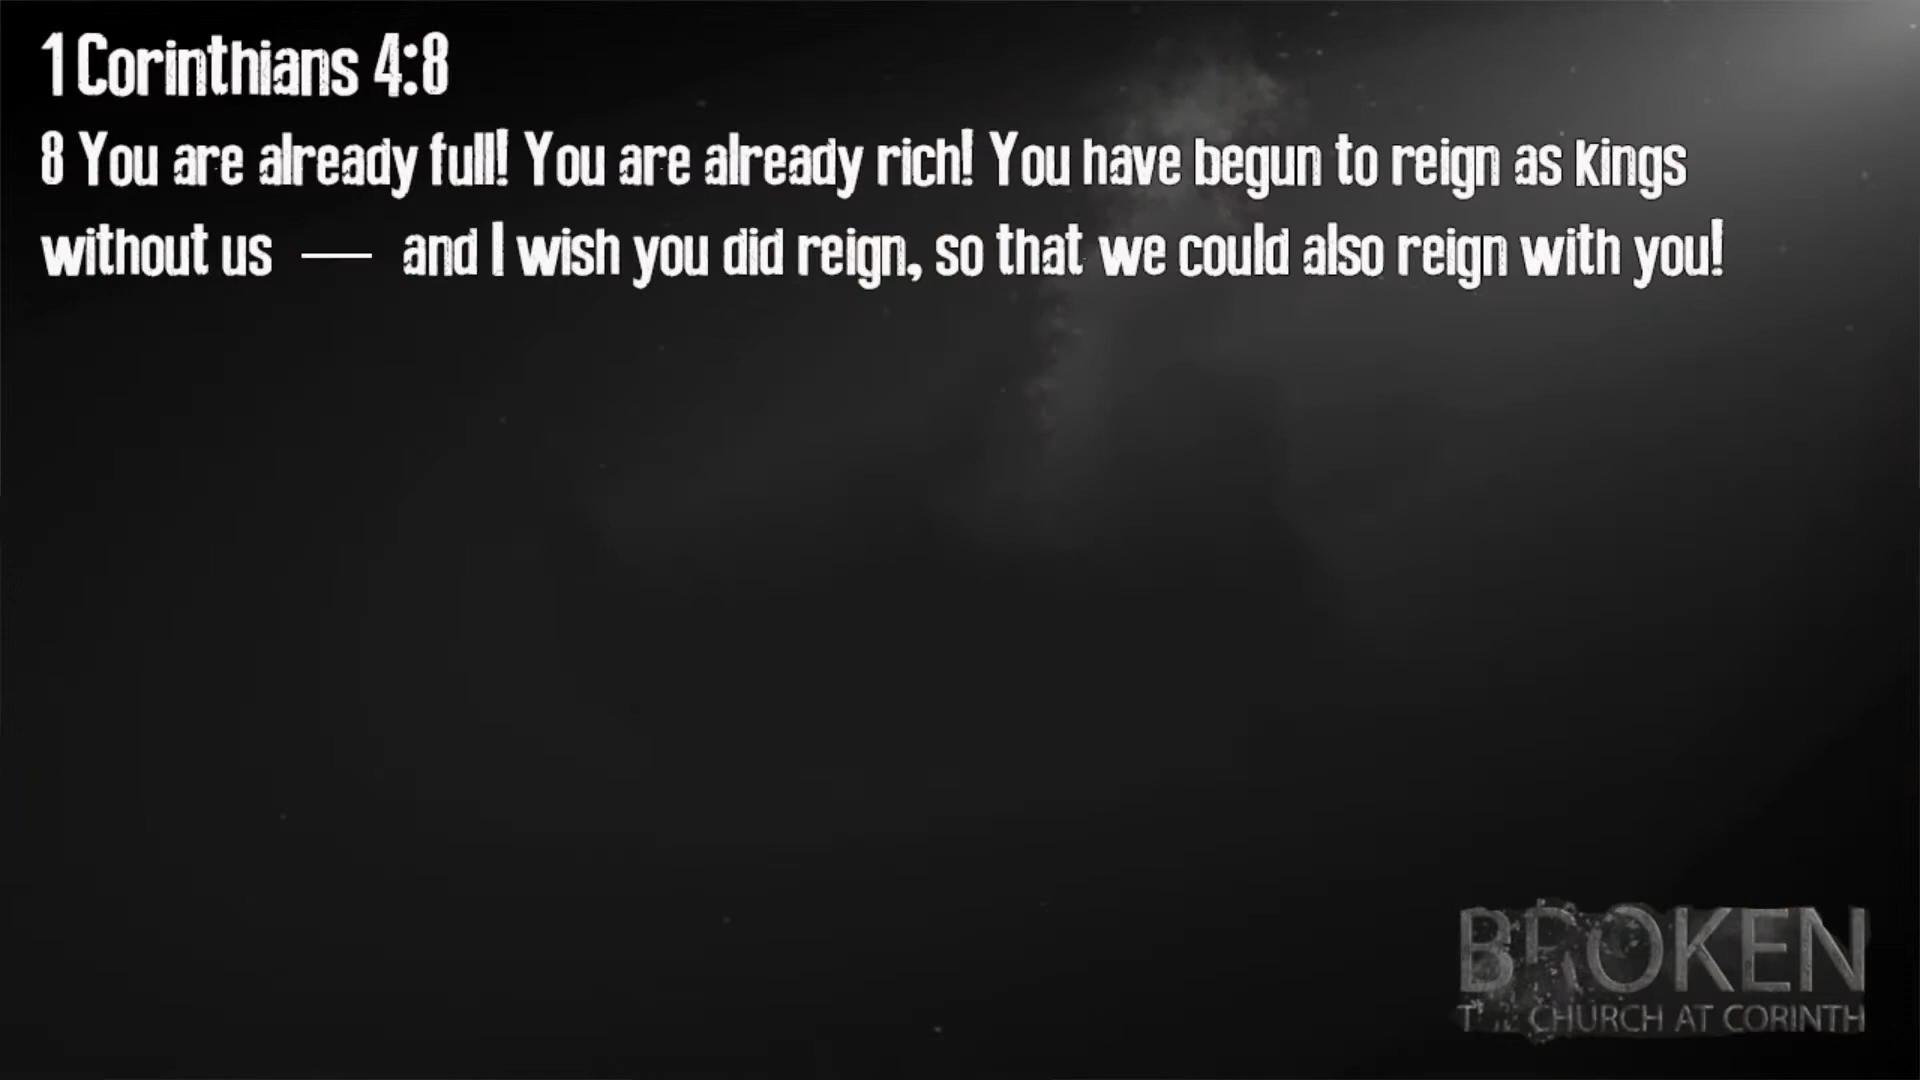 1 Corinthians 4:8
8 You are already full! You are already rich! You have begun to reign as kings
without us — and I wish you did reign, so that we could also reign with you!
BROKEN
THE CHURCH AT CORINTH